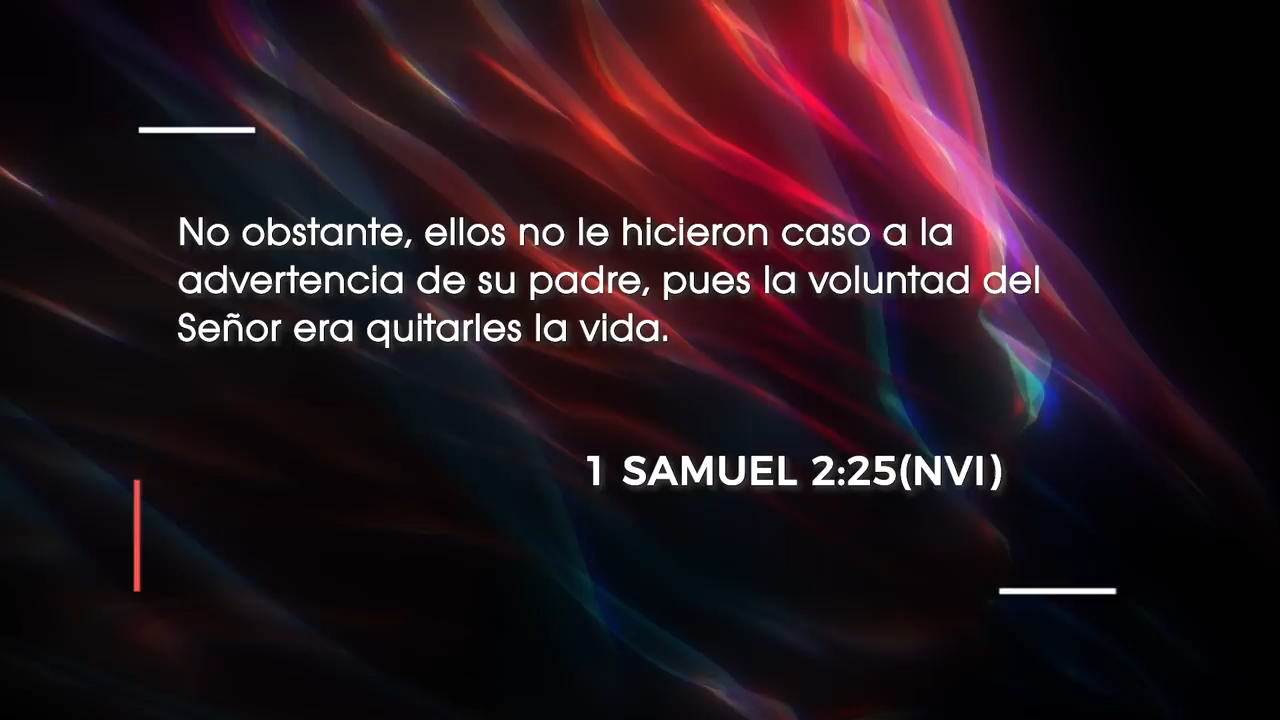 No obstante, ellos no le hicieron caso a la
advertencia de su padre, pues la voluntad del
Señor era quitarles la vida.
1 SAMUEL 2:25(NVI)